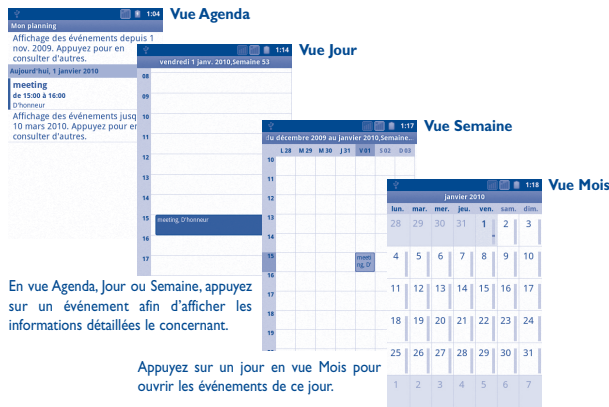 1:04
Vue Agenda
Mon planning
Affichage des événements depuis 1
nov. 2009. Appuyez pour en
consulter d'autres.
Aujourd'hui, 1 janvier 2010
meeting
de 15:00 à 16:00
D'honneur
Affichage des événements jusq
10 mars 2010. Appuyez pour en
consulter d'autres.
1:14
Vue Jour
vendredi 1 janv. 2010,Semaine 53
08
09
10
11
12
13
14
15
meeting, D'honneur
16
17
1:17
Vue Semaine
du décembre 2009 au janvier 2010,Semaine..
L 28 M 29 M 30 J 31 V 01 S 02 D 03
10
11
12
13
14
15
meeti
ng, D'
16
17
18
19
1:18
Vue Mois
janvier 2010
lun. mar. mer. jeu. ven. sam. dim.
28 29 30 31 1 2 3
4 5 6 7 8 9 10
11 12 13 14 15 16 17
18 19 20 21 22 23 24
25 26 27 28 29 30 31
1 2 3 4 5 6 7
En vue Agenda, Jour ou Semaine, appuyez
sur un événement afin d'afficher les
informations détaillées le concernant.
Appuyez sur un jour en vue Mois pour
ouvrir les événements de ce jour.